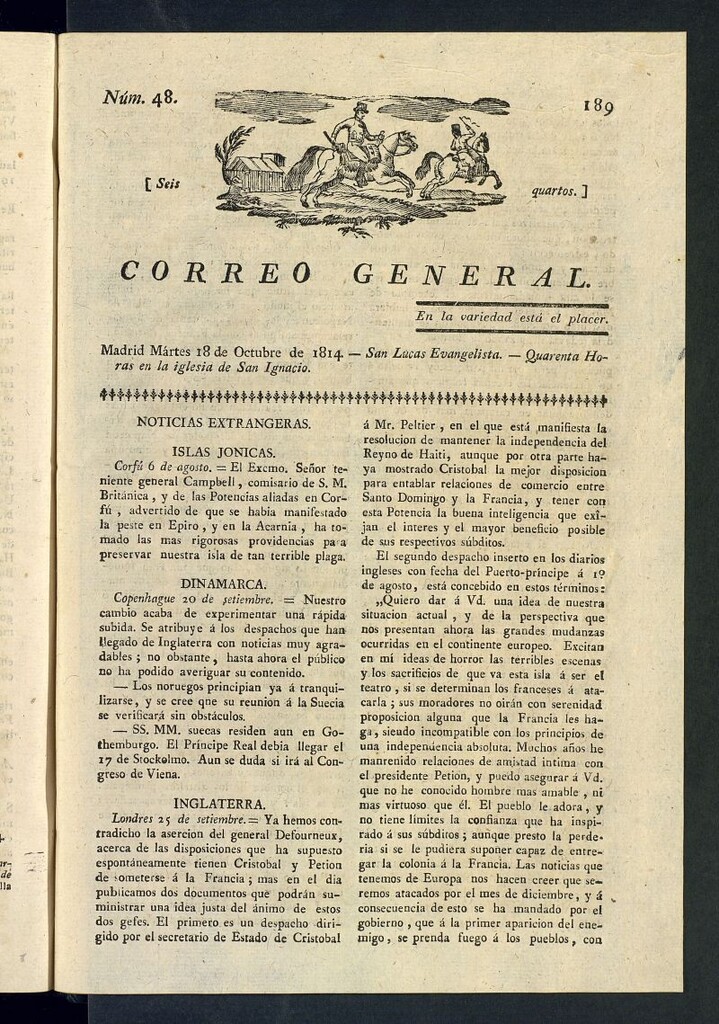 Núm. 48.
189
[ Seis
quartos. ]
CORREO GENERAL.
En la variedad está el placer.
Madrid Mártes 18 de Octubre de 1814 — San Lucas Evangelista. — Quarenta Ho-
ras en la iglesia de San Ignacio.
NOTICIAS EXTRANGERAS.
ISLAS JONICAS.
Corfú 6 de agosto. = El Excmo. Señor te-
niente general Campbell, comisario de S. M.
Británica, y de las Potencias aliadas en Cor-
fú, advertido de que se habia manifestado
la peste en Epiro, y en la Acarnia, ha to-
mado las mas rigorosas providencias pa a
preservar nuestra isla de tan terrible plaga.
DINAMARCA.
Copenhague 20 de setiembre. = Nuestro
cambio acaba de experimentar una rápida
subida. Se atribuye á los despachos que han
llegado de Inglaterra con noticias muy agra-
dables; no obstante, hasta ahora el público
no ha podido averiguar su contenido.
— Los noruegos principian ya á tranqui-
lizarse, y se cree que su reunion á la Suecia
se verificará sin obstáculos.
— SS. MM. suecas residen aun en Go-
themburgo. El Príncipe Real debia llegar el
17 de Stockolmo. Aun se duda si irá al Con-
greso de Viena.
INGLATERRA.
Londres 25 de setiembre. = Ya hemos con-
tradicho la asercion del general Defourneux,
acerca de las disposiciones que ha supuesto
espontáneamente tienen Cristobal y Petion
de someterse á la Francia; mas en el dia
publicamos dos documentos que podrán su-
ministrar una idea justa del ánimo de estos
dos gefes. El primero es un despacho diri-
gido por el secretario de Estado de Cristobal
á Mr. Peltier, en el que está manifiesta la
resolucion de mantener la independencia del
Reyno de Haiti, aunque por otra parte ha-
ya mostrado Cristobal la mejor disposicion
para entablar relaciones de comercio entre
Santo Domingo y la Francia, y tener con
esta Potencia la buena inteligencia que exi-
jan el interes y el mayor beneficio posible
de sus respectivos súbditos.
El segundo despacho inserto en los diarios
ingleses con fecha del Puerto-príncipe á 1º
de agosto, está concebido en estos términos:
„Quiero dar á Vd. una idea de nuestra
situacion actual, y de la perspectiva que
nos presentan ahora las grandes mudanzas
ocurridas en el continente europeo. Excitan
en mí ideas de horror las terribles escenas
y los sacrificios de que va esta isla á ser el
teatro, si se determinan los franceses á ata-
carla; sus moradores no oirán con serenidad
proposicion alguna que la Francia les ha-
ga, siendo incompatible con los principios de
una independencia absoluta. Muchos años he
manrenido relaciones de amistad intima con
el presidente Petion, y puedo asegurar á Vd.
que no he conocido hombre mas amable, ni
mas virtuoso que él. El pueblo le adora, y
no tiene límites la confianza que ha inspi-
rado á sus súbditos; aunque presto la perde-
ria si se le pudiera suponer capaz de entre-
gar la colonia á la Francia. Las noticias que
tenemos de Europa nos hacen creer que se-
remos atacados por el mes de diciembre, y á
consecuencia de esto se ha mandado por el
gobierno, que á la primer aparicion del ene-
migo, se prenda fuego á los pueblos, con